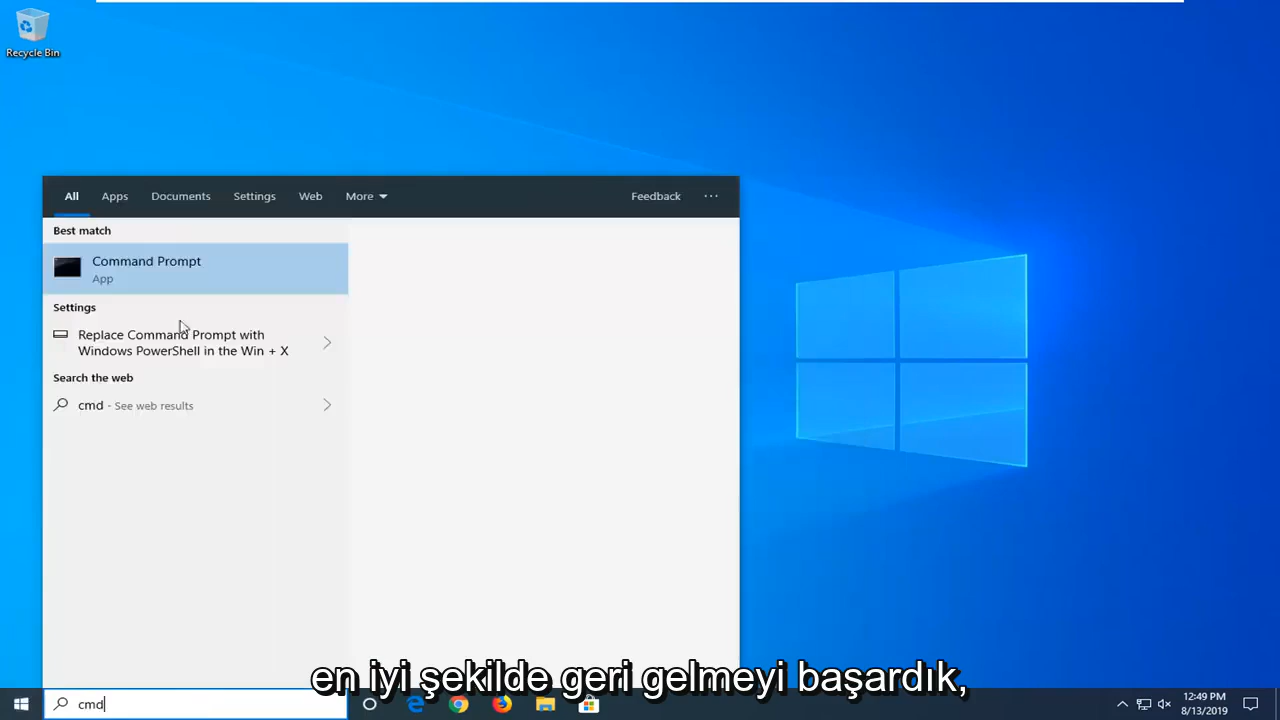 Recycle Bin
All Apps Documents Settings Web More Feedback ...
Best match
Command Prompt
App
Settings
Replace Command Prompt with
Windows PowerShell in the Win + X
Search the web
cmd - See web results
en iyi şekilde geri gelmeyi başardık,
cmd
12:49 PM
8/13/2019